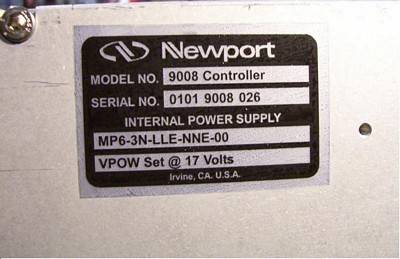 Newport
MODEL NO. 9008 Controller
SERIAL NO. 0101 9008 026
INTERNAL POWER SUPPLY
MP6-3N-LLE-NNE-00
VPOW Set @ 17 Volts
Irvine, CA. U.S.A.